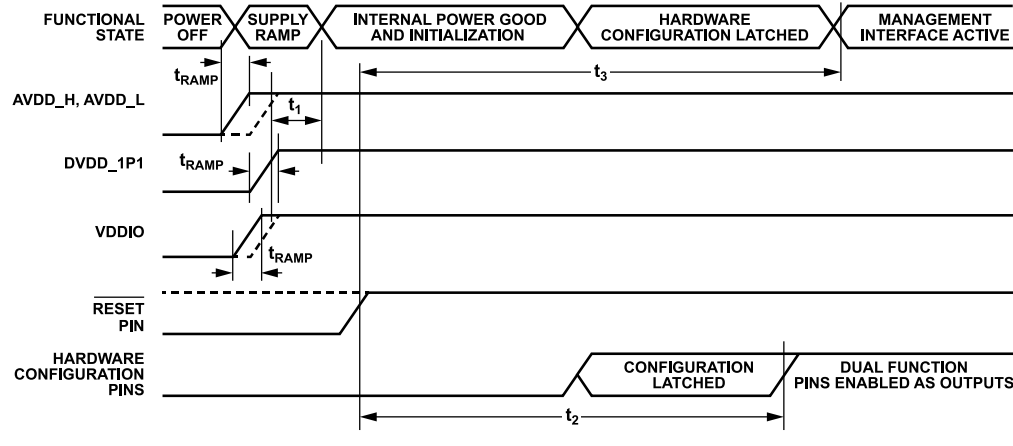 FUNCTIONAL
STATE
POWER
OFF
SUPPLY
RAMP
INTERNAL POWER GOOD
AND INITIALIZATION
HARDWARE
CONFIGURATION LATCHED
MANAGEMENT
INTERFACE ACTIVE
tRAMP
t3
AVDD_H, AVDD_L
t1
DVDD_1P1
tRAMP
VDDIO
tRAMP
RESET
PIN
HARDWARE
CONFIGURATION
PINS
CONFIGURATION
LATCHED
DUAL FUNCTION
PINS ENABLED AS OUTPUTS
t2